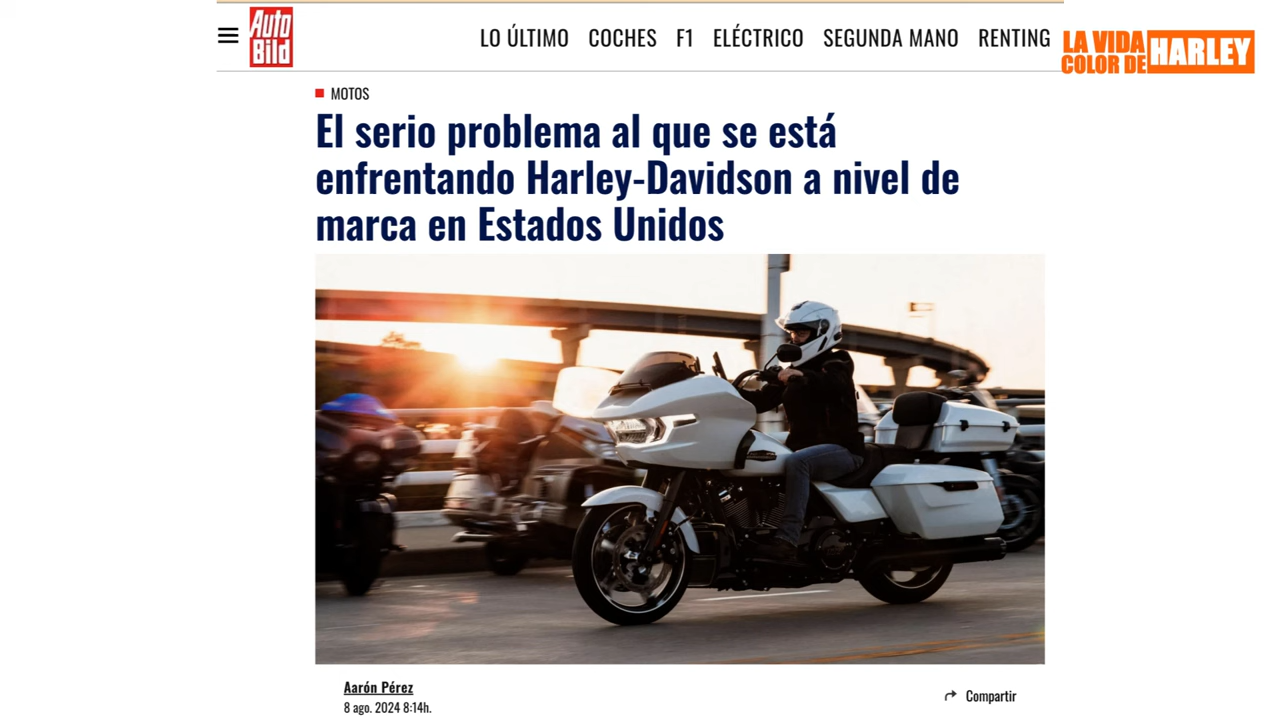 Auto
Bild
LO ÚLTIMO COCHES F1 ELÉCTRICO SEGUNDA MANO RENTING
LA VIDA
COLOR DE HARLEY
MOTOS
El serio problema al que se está
enfrentando Harley-Davidson a nivel de
marca en Estados Unidos
Aarón Pérez
8 ago. 2024 8:14h.
Compartir